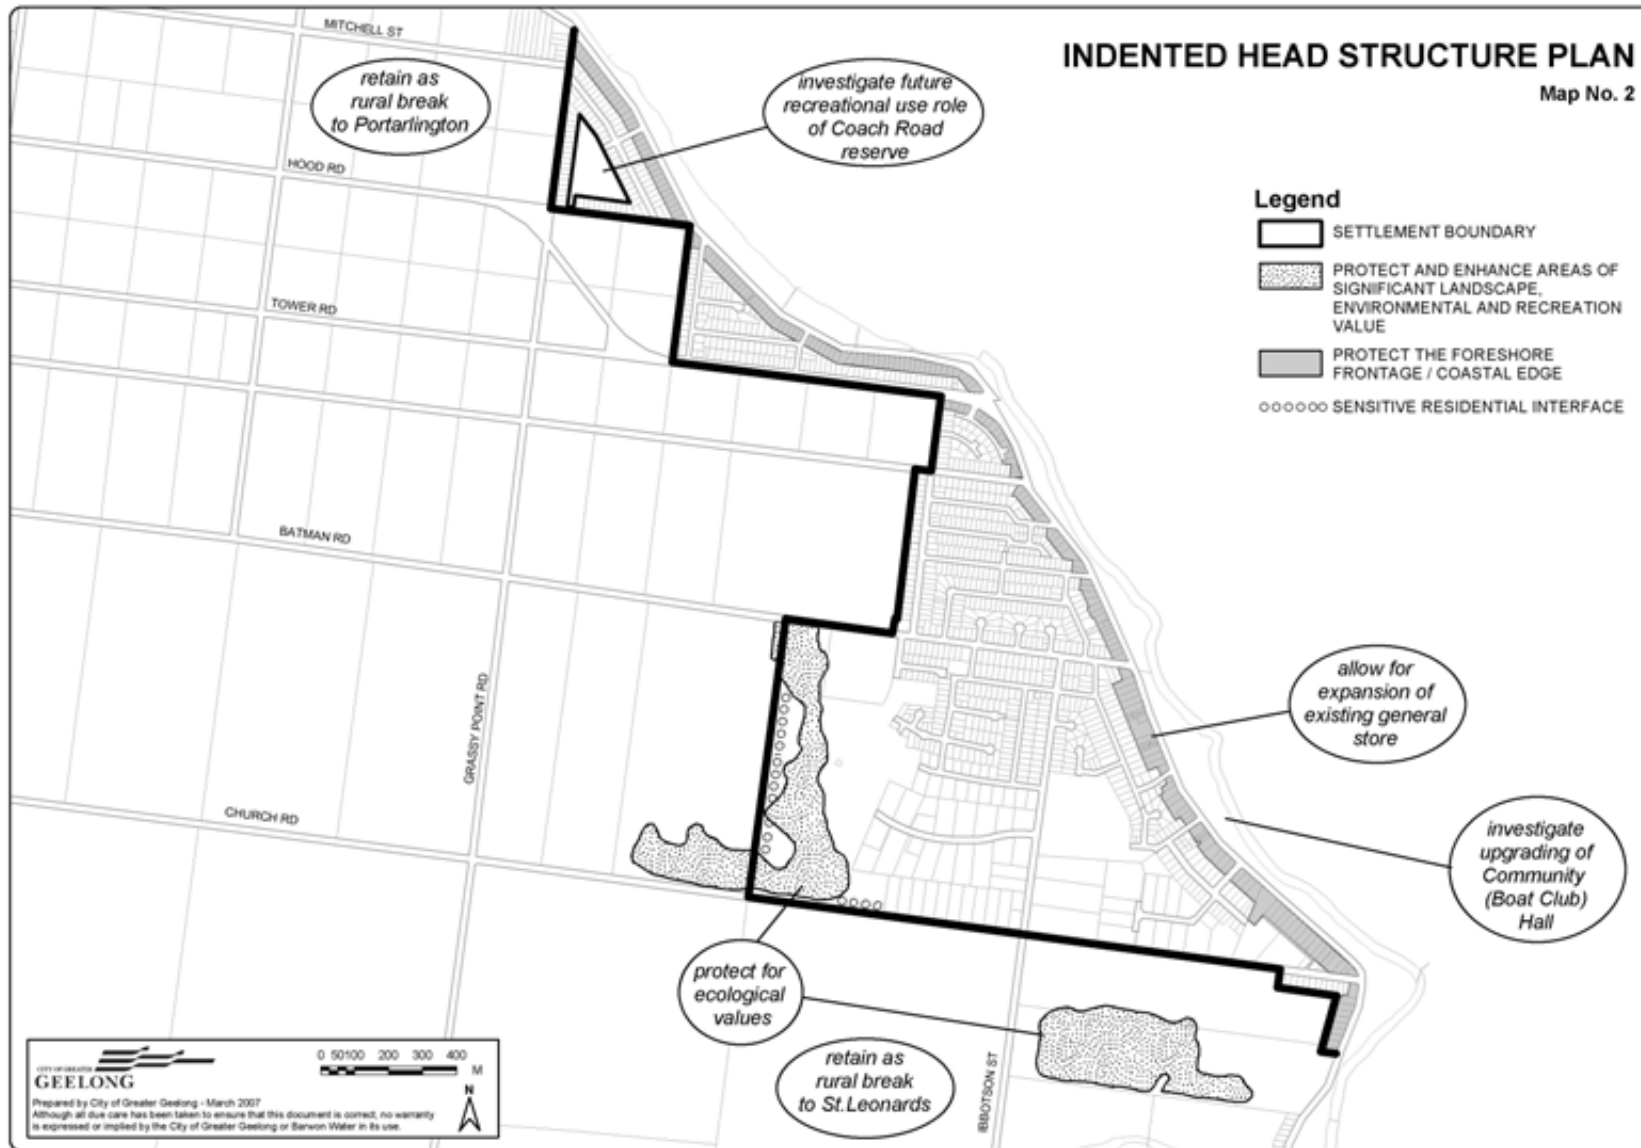 INDENTED HEAD STRUCTURE PLAN
Map No. 2
MITCHELL ST
retain as
rural break
to Portarlington
investigate future
recreational use role
of Coach Road
reserve
HOOD RD
Legend
SETTLEMENT BOUNDARY
PROTECT AND ENHANCE AREAS OF
SIGNIFICANT LANDSCAPE,
ENVIRONMENTAL AND RECREATION
VALUE
PROTECT THE FORESHORE
FRONTAGE / COASTAL EDGE
SENSITIVE RESIDENTIAL INTERFACE
TOWER RD
BATMAN RD
GRASSY POINT RD
allow for
expansion of
existing general
store
CHURCH RD
investigate
upgrading of
Community
(Boat Club)
Hall
protect for
ecological
values
retain as
rural break
to St.Leonards
IBBOTSON ST
CITY OF GREATER
GEELONG
0 50100 200 300 400
M
N
Prepared by City of Greater Geelong - March 2007
Although all due care has been taken to ensure that this document is correct, no warranty
is expressed or implied by the City of Greater Geelong or Barwon Water in its use.